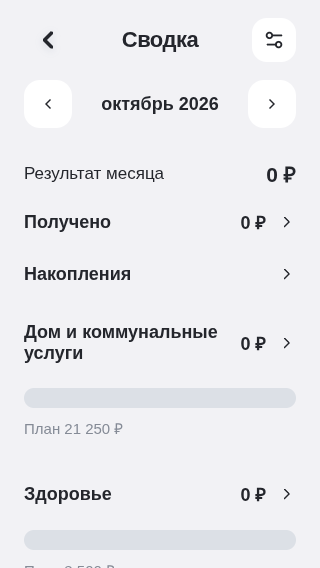 Сводка
октябрь 2026
Результат месяца 0 ₽
Получено 0 ₽
Накопления
Дом и коммунальные
услуги 0 ₽
План 21 250 ₽
Здоровье 0 ₽